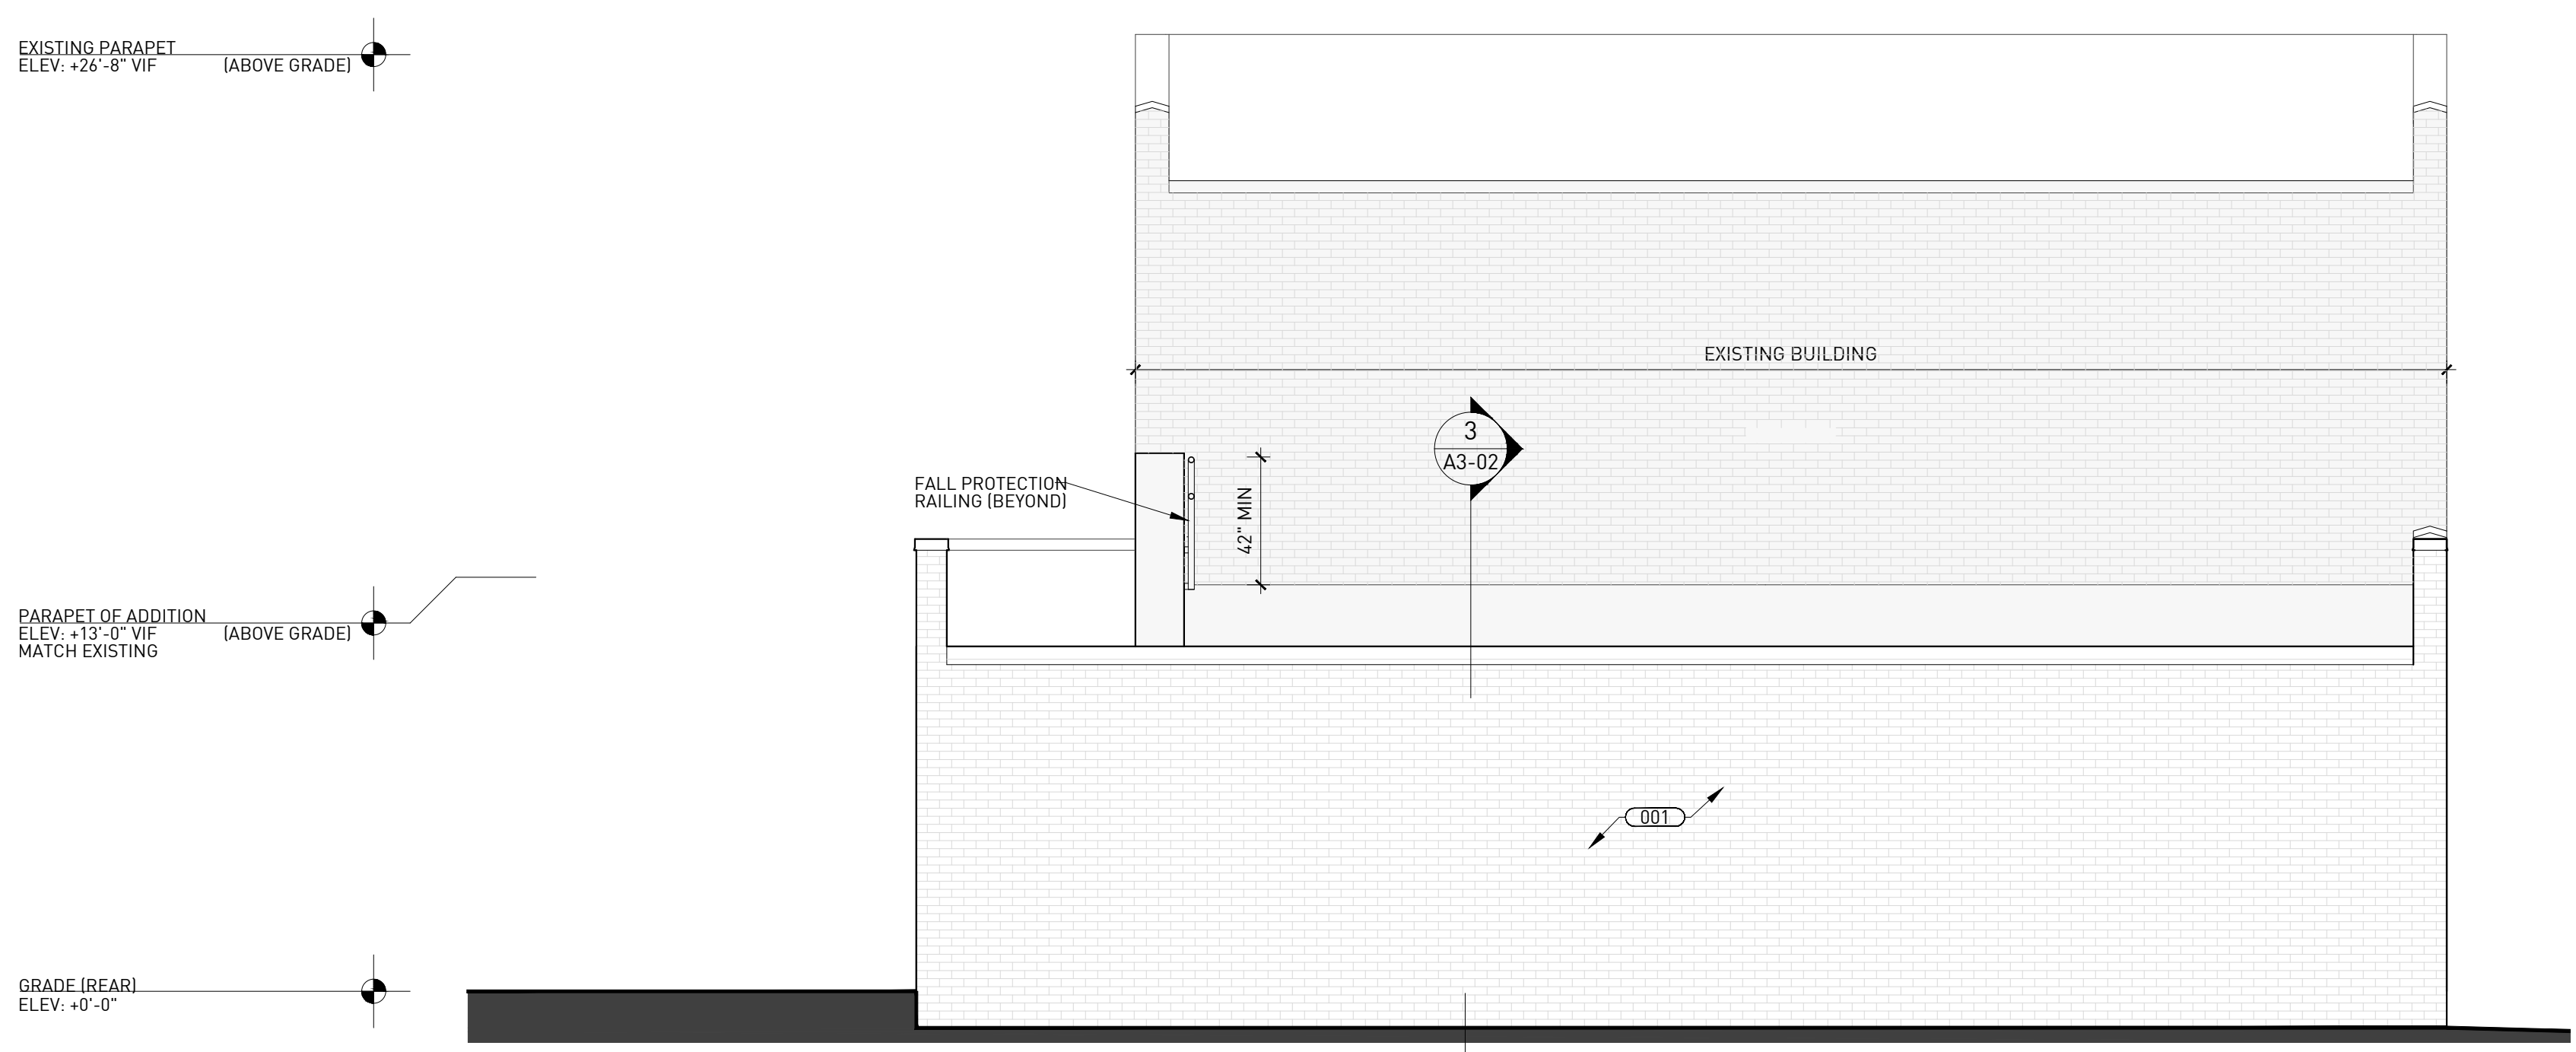 EXISTING PARAPET
ELEV: +26'-8" VIF (ABOVE GRADE)
EXISTING BUILDING
3
A3-02
FALL PROTECTION
RAILING (BEYOND)
42" MIN
PARAPET OF ADDITION
ELEV: +13'-0" VIF (ABOVE GRADE)
MATCH EXISTING
001
GRADE (REAR)
ELEV: +0'-0"